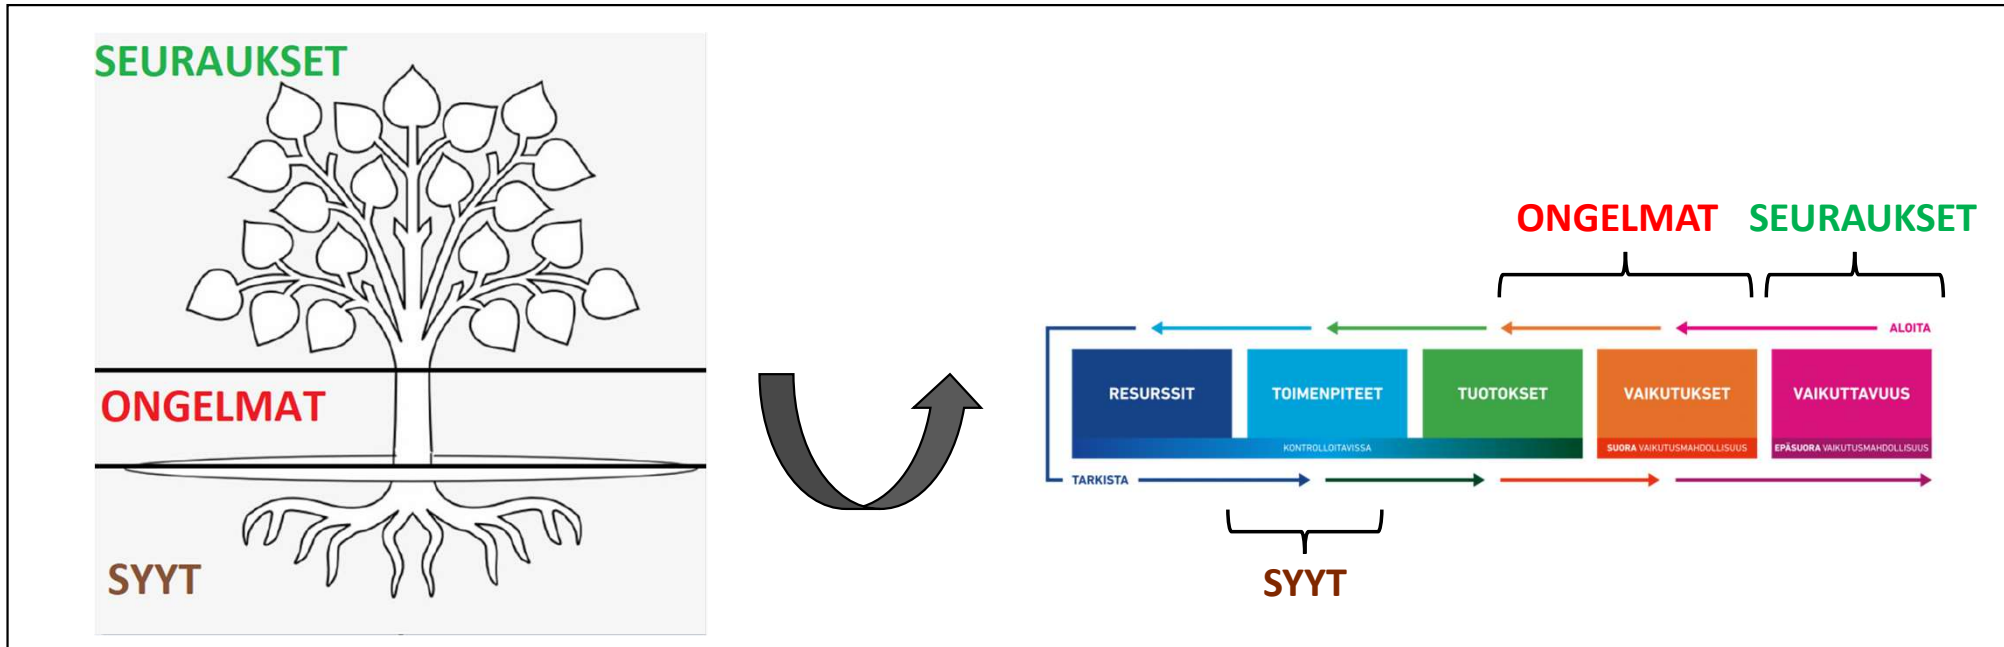 SEURAUKSET
ONGELMAT
SYYT
ONGELMAT SEURAUKSET
ALOITA
RESURSSIT TOIMENPITEET TUOTOKSET VAIKUTUKSET VAIKUTTAVUUS
KONTROLLOITAVISSA SUORA VAIKUTUSMAHDOLLISUUS EPÄSUORA VAIKUTUSMAHDOLLISUUS
TARKISTA
SYYT